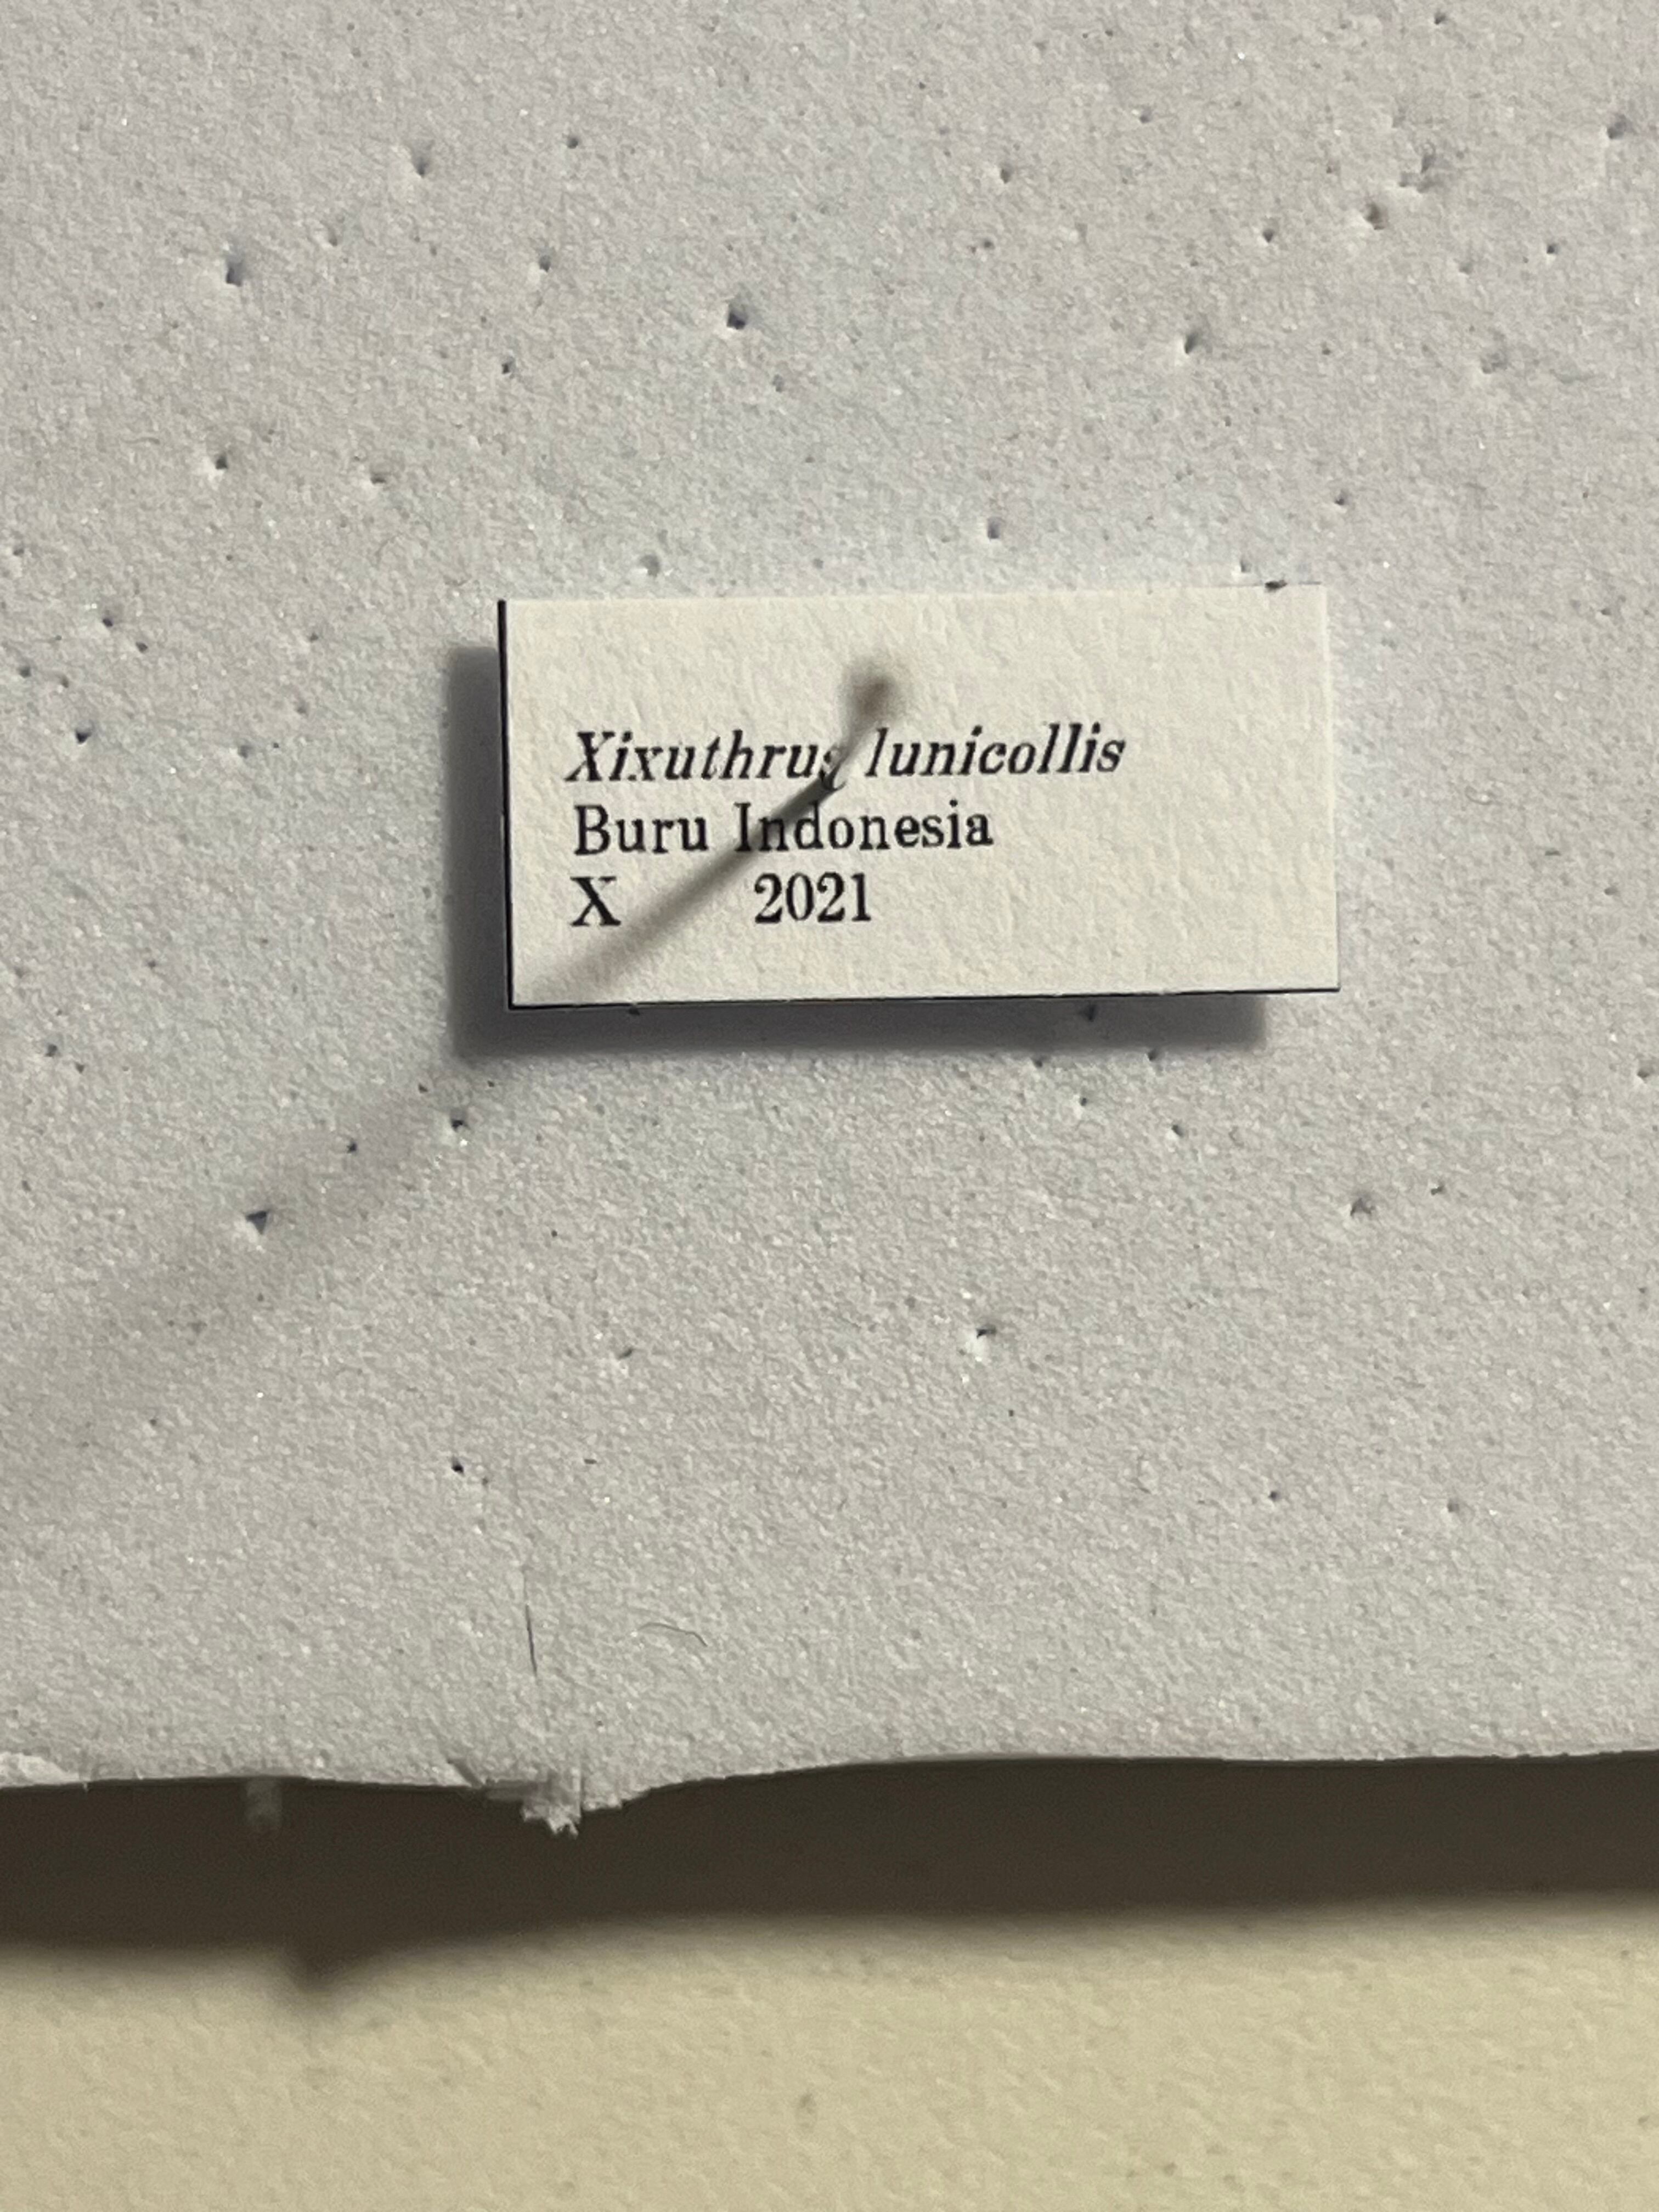 Xixuthrus lunicollis
Buru Indonesia
X 2021